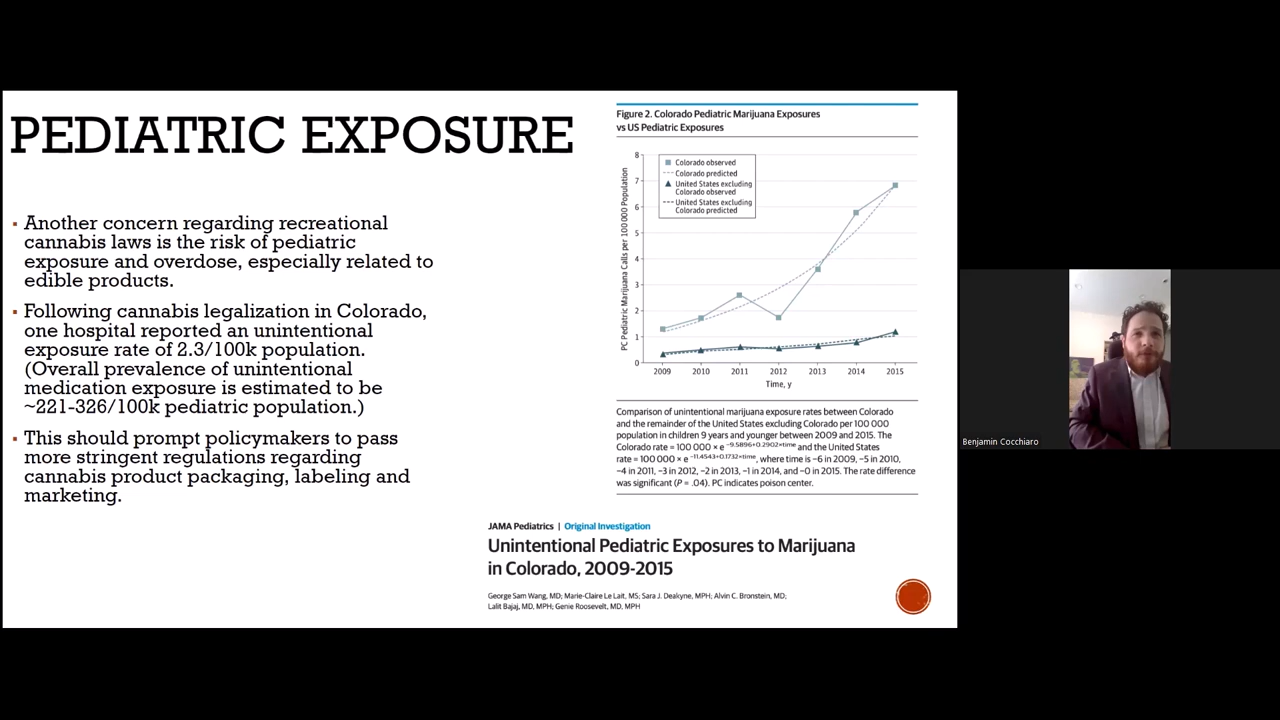 PEDIATRIC EXPOSURE
▪ Another concern regarding recreational
cannabis laws is the risk of pediatric
exposure and overdose, especially related to
edible products.
▪ Following cannabis legalization in Colorado,
one hospital reported an unintentional
exposure rate of 2.3/100k population.
(Overall prevalence of unintentional
medication exposure is estimated to be
~221-326/100k pediatric population.)
▪ This should prompt policymakers to pass
more stringent regulations regarding
cannabis product packaging, labeling and
marketing.
Figure 2. Colorado Pediatric Marijuana Exposures
vs US Pediatric Exposures
PC Pediatric Marijuana Calls per 100 000 Population
8
7
6
5
4
3
2
1
0
Colorado observed
Colorado predicted
United States excluding
Colorado observed
United States excluding
Colorado predicted
2009 2010 2011 2012 2013 2014 2015
Time, y
Comparison of unintentional marijuana exposure rates between Colorado
and the remainder of the United States excluding Colorado per 100 000
population in children 9 years and younger between 2009 and 2015. The
Colorado rate = 100 000 × e −9.5896+0.2902×time and the United States
rate = 100 000 × e −11.4543+0.1732×time, where time is −6 in 2009, −5 in 2010,
−4 in 2011, −3 in 2012, −2 in 2013, −1 in 2014, and −0 in 2015. The rate difference
was significant (P = .04). PC indicates poison center.
JAMA Pediatrics | Original Investigation
Unintentional Pediatric Exposures to Marijuana
in Colorado, 2009-2015
George Sam Wang, MD; Marie-Claire Le Lait, MS; Sara J. Deakyne, MPH; Alvin C. Bronstein, MD;
Lalit Bajaj, MD, MPH; Genie Roosevelt, MD, MPH
Benjamin Cocchiaro